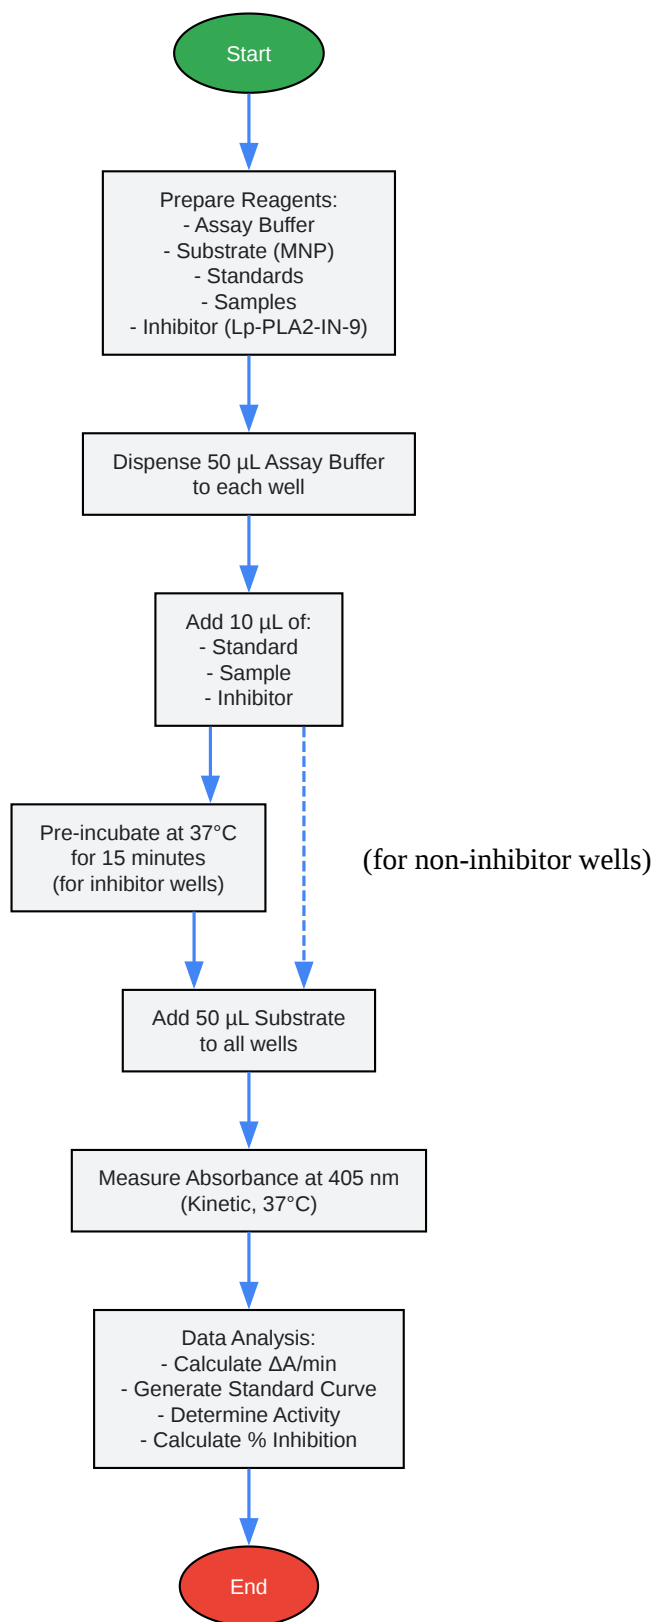 Start
Prepare Reagents:
- Assay Buffer
- Substrate (MNP)
- Standards
- Samples
- Inhibitor (Lp-PLA2-IN-9)
Dispense 50 µL Assay Buffer
to each well
Add 10 µL of:
- Standard
- Sample
- Inhibitor
Pre-incubate at 37°C
for 15 minutes
(for inhibitor wells)
(for non-inhibitor wells)
Add 50 µL Substrate
to all wells
Measure Absorbance at 405 nm
(Kinetic, 37°C)
Data Analysis:
- Calculate ΔA/min
- Generate Standard Curve
- Determine Activity
- Calculate % Inhibition
End